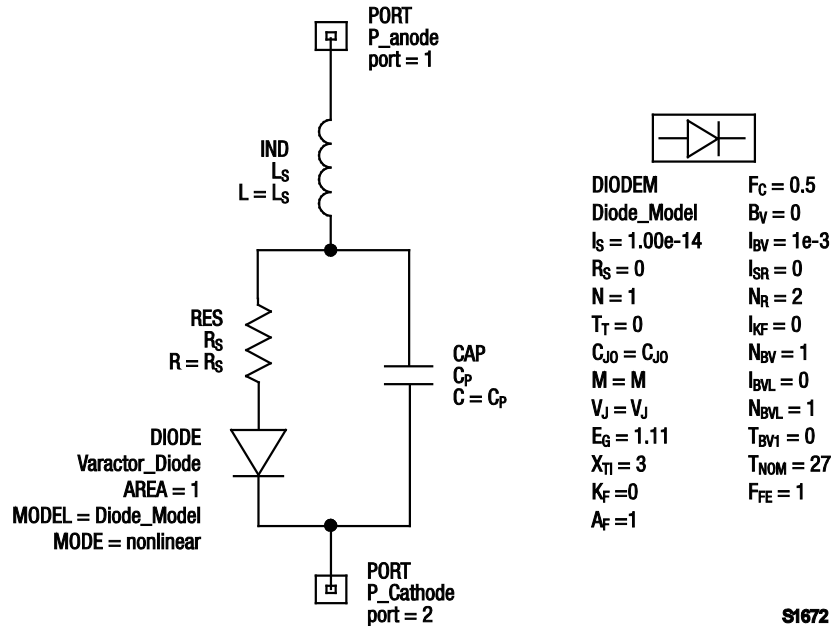 PORT
P_anode
port = 1
IND
LS
L = LS
RES
RS
R = RS
CAP
CP
C = CP
DIODE
Varactor_Diode
AREA = 1
MODEL = Diode_Model
MODE = nonlinear
PORT
P_Cathode
port = 2
DIODEM
Diode_Model
IS = 1.00e-14
RS = 0
N = 1
TT = 0
CJO = CJO
M = M
VJ = VJ
EG = 1.11
XTI = 3
KF =0
AF =1
FC = 0.5
BV = 0
IBV = 1e-3
ISR = 0
NR = 2
IKF = 0
NBV = 1
IBVL = 0
NBVL = 1
TBV1 = 0
TNOM = 27
FFE = 1
S1672